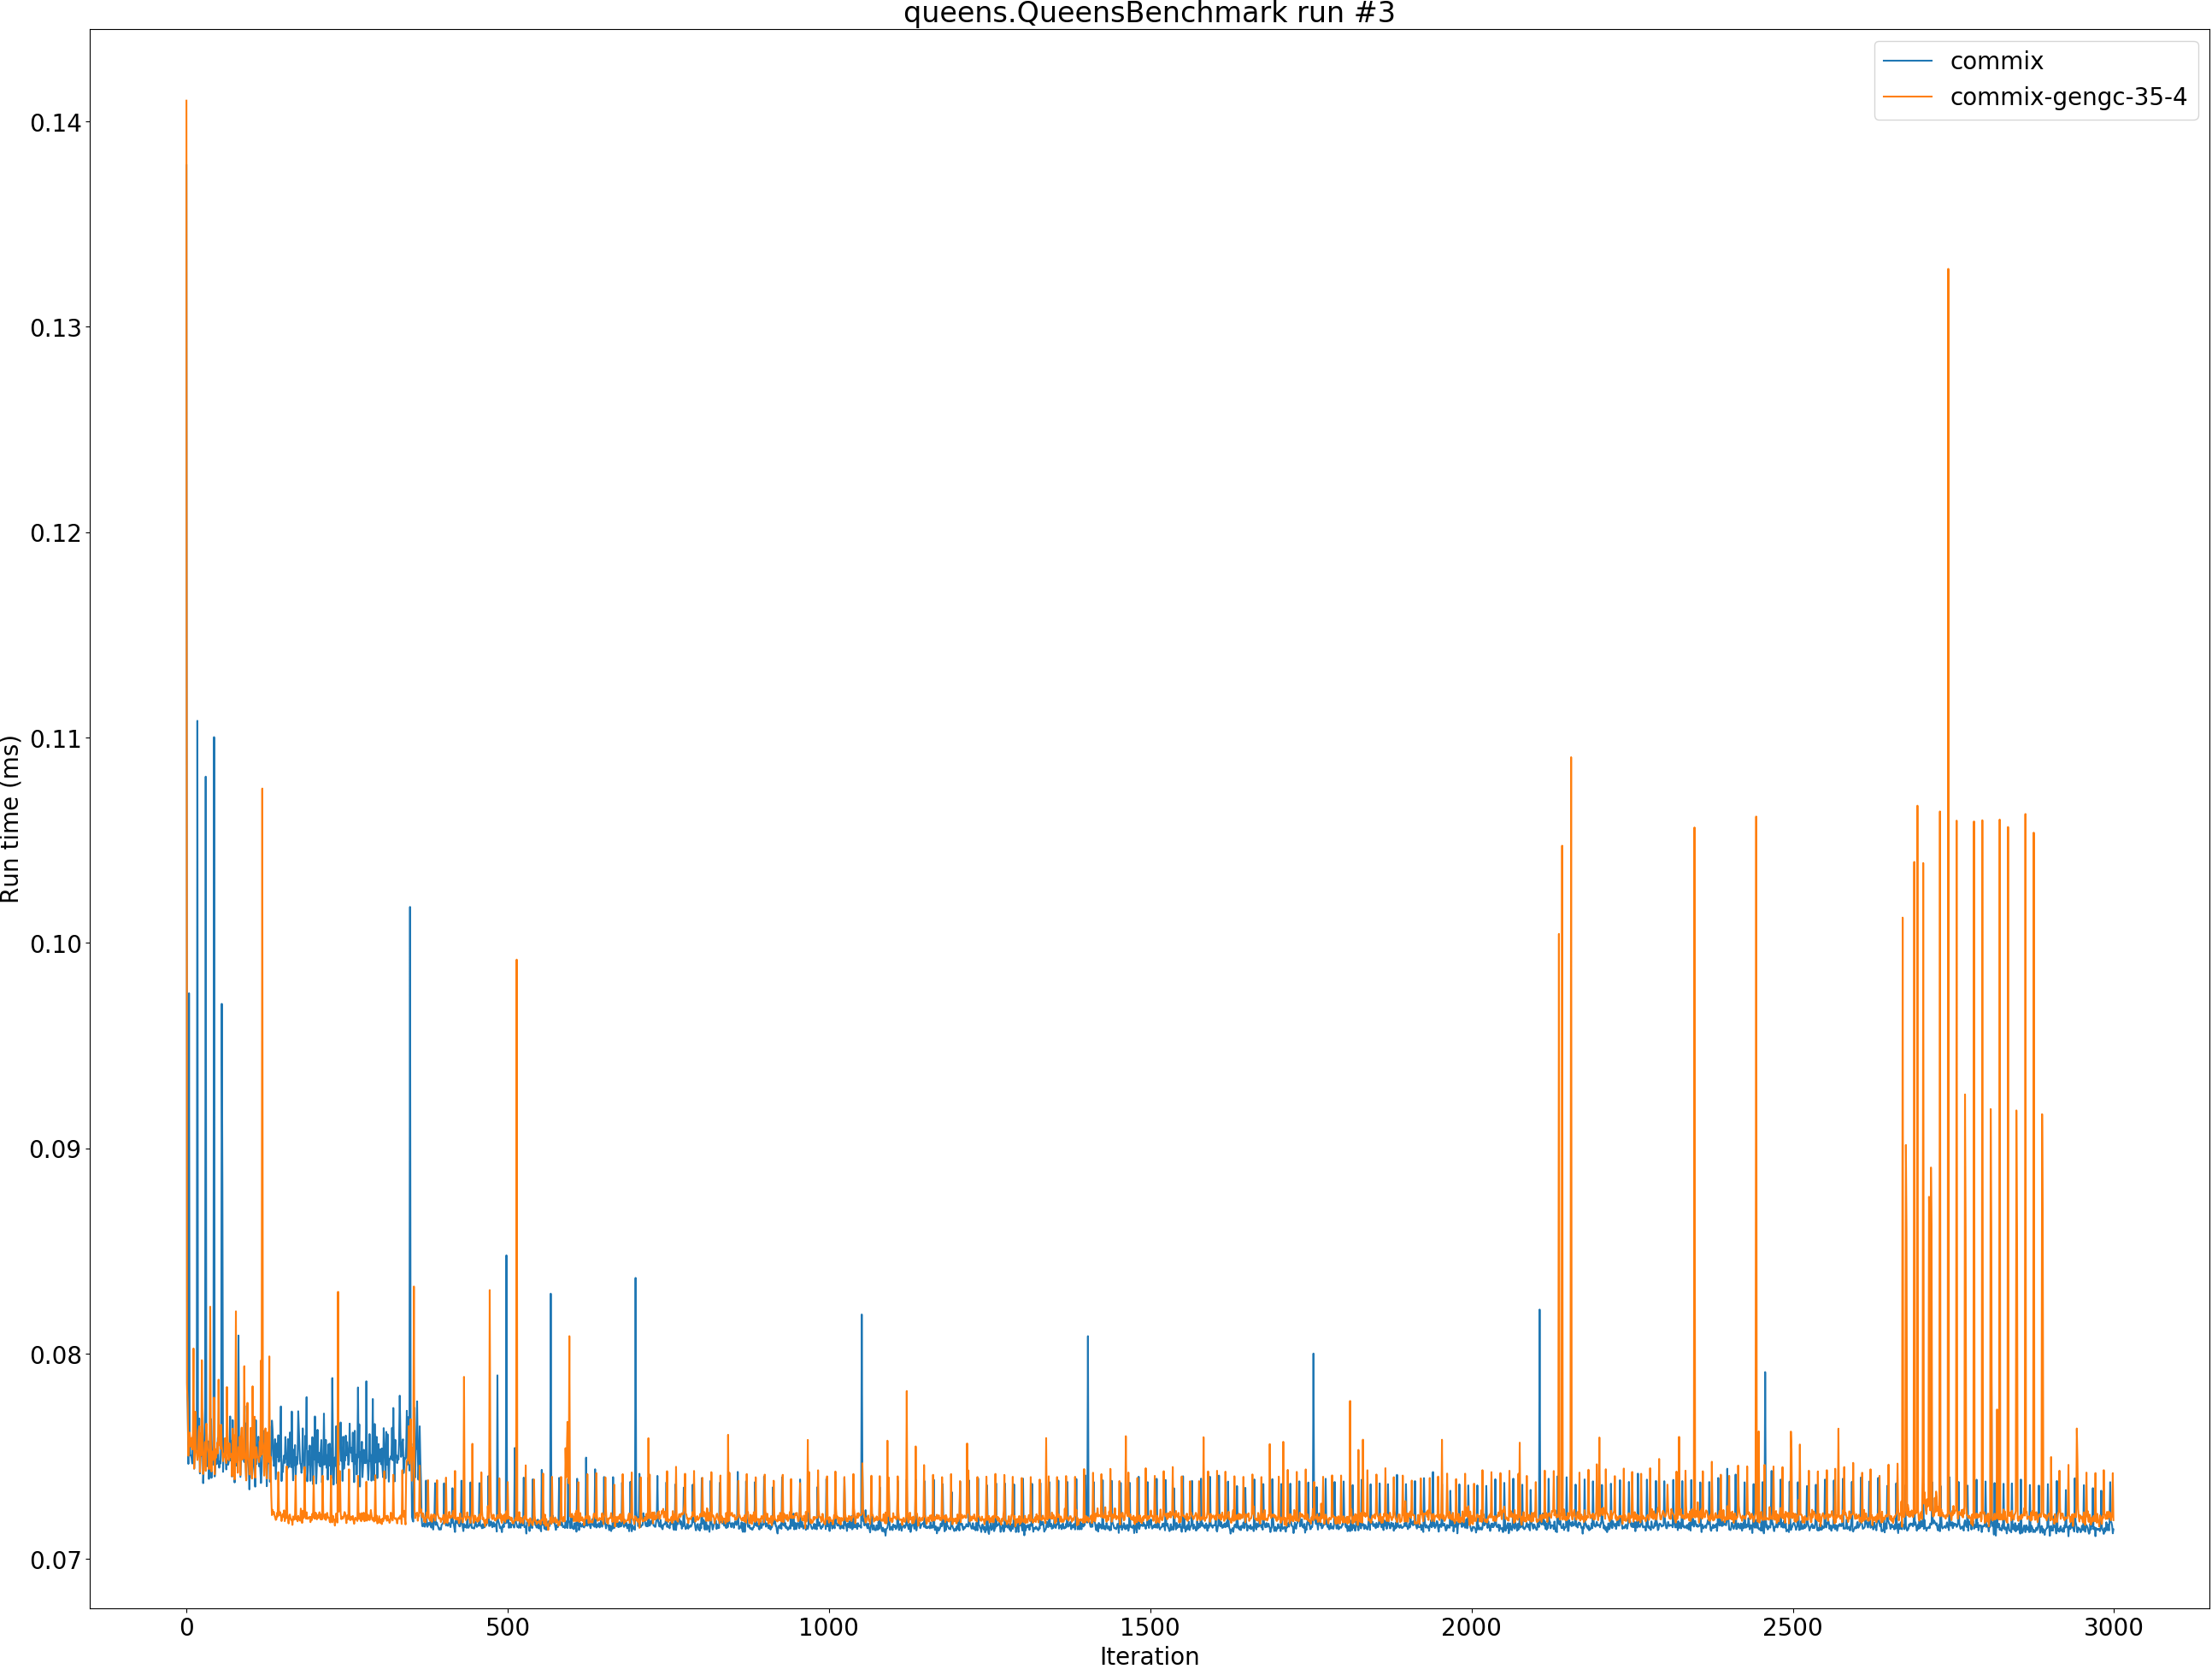 queens.QueensBenchmark run #3
commix
commix-gengc-35-4
Run time (ms)
0.14
0.13
0.12
0.11
0.10
0.09
0.08
0.07
0 500 1000 1500 2000 2500 3000
Iteration